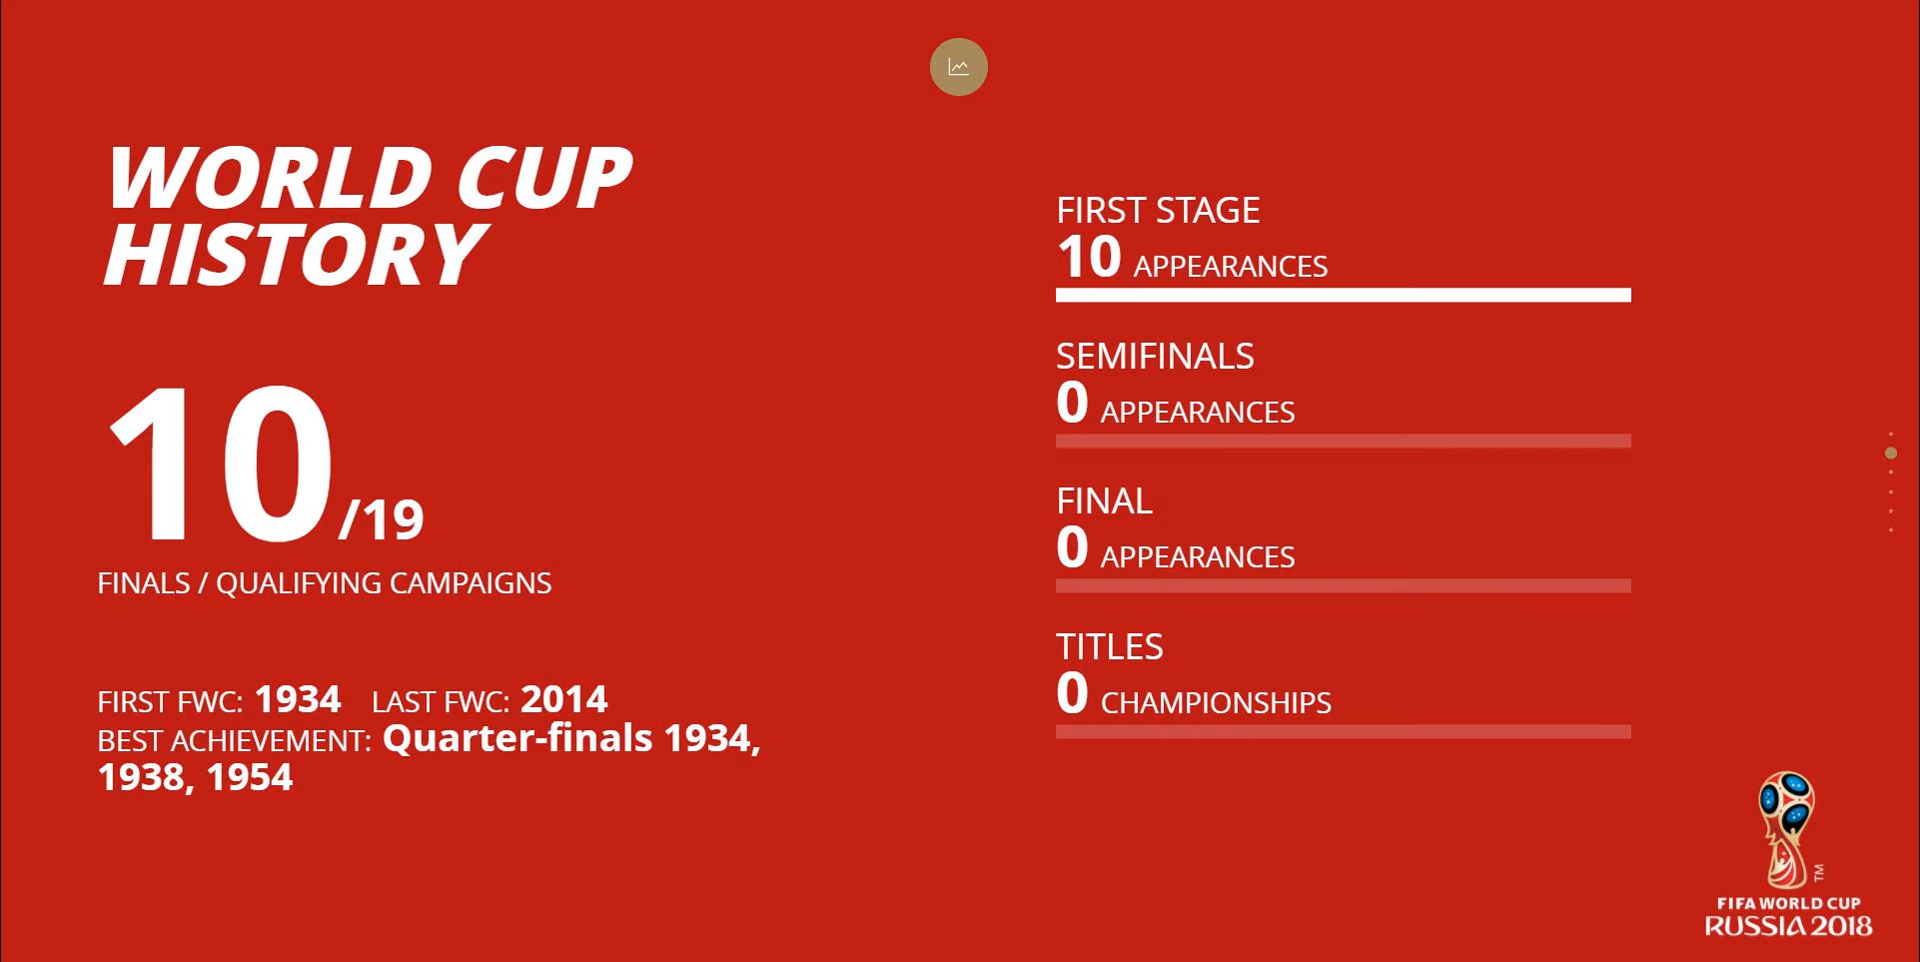 WORLD CUP
HISTORY
10/19
FINALS / QUALIFYING CAMPAIGNS
FIRST FWC: 1934 LAST FWC: 2014
BEST ACHIEVEMENT: Quarter-finals 1934,
1938, 1954
FIRST STAGE
10 APPEARANCES
SEMIFINALS
0 APPEARANCES
FINAL
0 APPEARANCES
TITLES
0 CHAMPIONSHIPS
TM
FIFA WORLD CUP
RUSSIA 2018